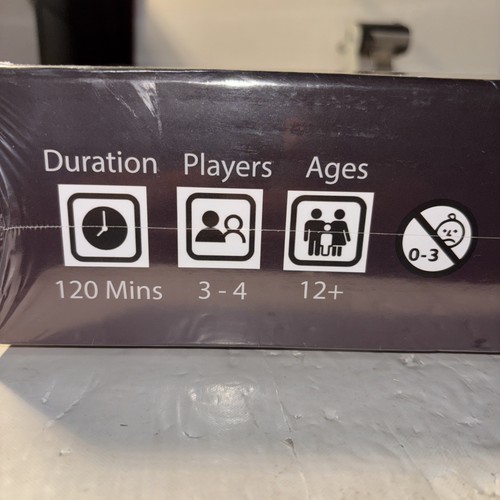 Duration Players Ages
120 Mins 3 - 4 12+
0-3